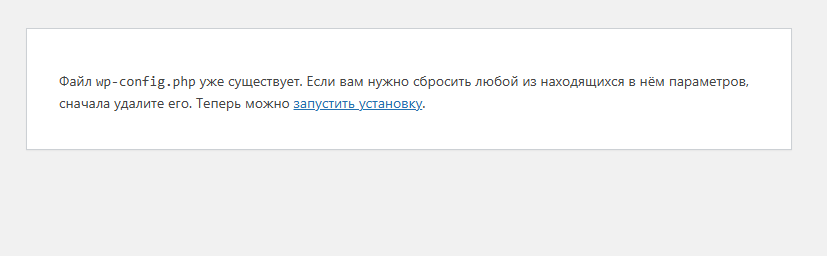 Файл wp-config.php уже существует. Если вам нужно сбросить любой из находящихся в нём параметров,
сначала удалите его. Теперь можно запустить установку.